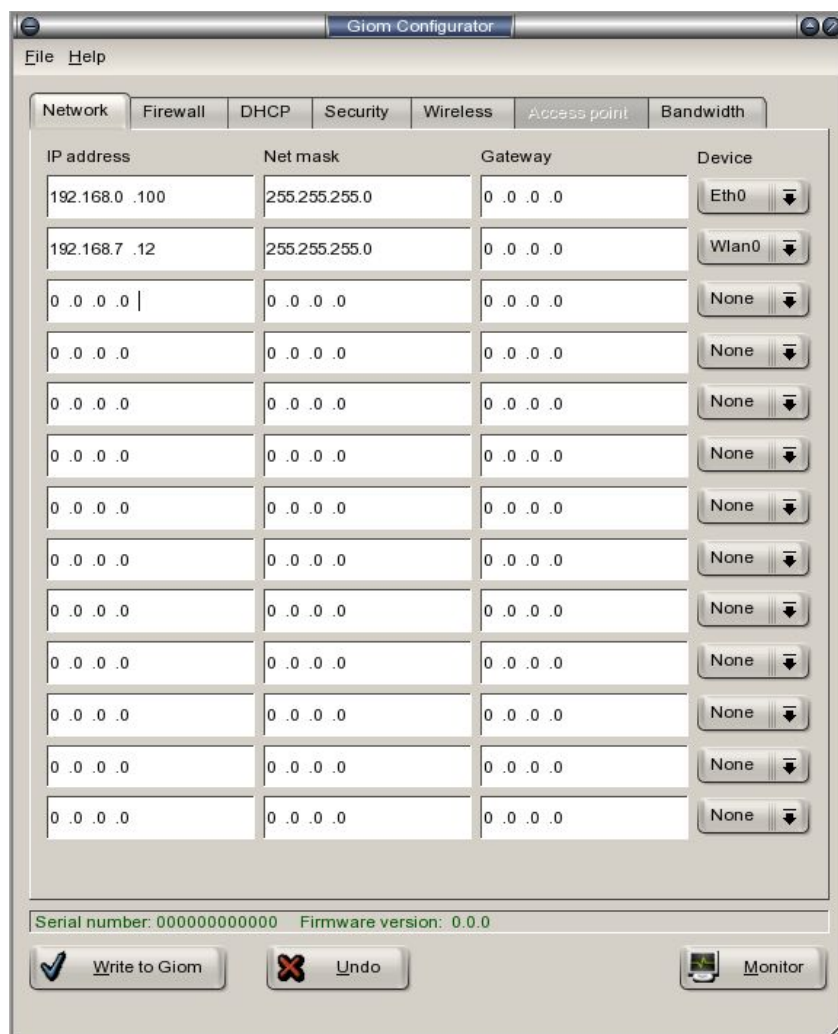 Giom Configurator
File Help
Network Firewall DHCP Security Wireless Access point Bandwidth
IP address Net mask Gateway Device
192.168.0 .100 255.255.255.0 0 .0 .0 .0 Eth0
192.168.7 .12 255.255.255.0 0 .0 .0 .0 Wlan0
0 .0 .0 .0 0 .0 .0 .0 0 .0 .0 .0 None
0 .0 .0 .0 0 .0 .0 .0 0 .0 .0 .0 None
0 .0 .0 .0 0 .0 .0 .0 0 .0 .0 .0 None
0 .0 .0 .0 0 .0 .0 .0 0 .0 .0 .0 None
0 .0 .0 .0 0 .0 .0 .0 0 .0 .0 .0 None
0 .0 .0 .0 0 .0 .0 .0 0 .0 .0 .0 None
0 .0 .0 .0 0 .0 .0 .0 0 .0 .0 .0 None
0 .0 .0 .0 0 .0 .0 .0 0 .0 .0 .0 None
0 .0 .0 .0 0 .0 .0 .0 0 .0 .0 .0 None
0 .0 .0 .0 0 .0 .0 .0 0 .0 .0 .0 None
0 .0 .0 .0 0 .0 .0 .0 0 .0 .0 .0 None
Serial number: 000000000000 Firmware version: 0.0.0
Write to Giom Undo Monitor